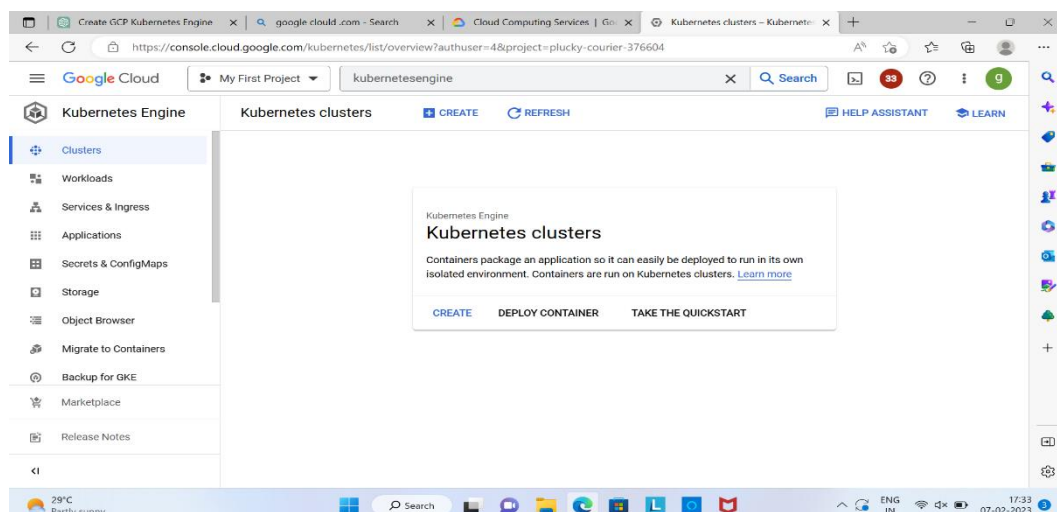 Create GCP Kubernetes Engine
google clould .com - Search
Cloud Computing Services | Goo
Kubernetes clusters – Kubernete
https://console.cloud.google.com/kubernetes/list/overview?authuser=4&project=plucky-courier-376604
Google Cloud
My First Project
kubernetesengine
Search
33
g
Kubernetes Engine
Kubernetes clusters
CREATE
REFRESH
HELP ASSISTANT
LEARN
Clusters
Workloads
Services & Ingress
Applications
Secrets & ConfigMaps
Storage
Object Browser
Migrate to Containers
Backup for GKE
Marketplace
Release Notes
Kubernetes Engine
Kubernetes clusters
Containers package an application so it can easily be deployed to run in its own
isolated environment. Containers are run on Kubernetes clusters. Learn more
CREATE DEPLOY CONTAINER TAKE THE QUICKSTART
29°C
Partly sunny
Search
L
ENG
IN
17:33
07-02-2023
3